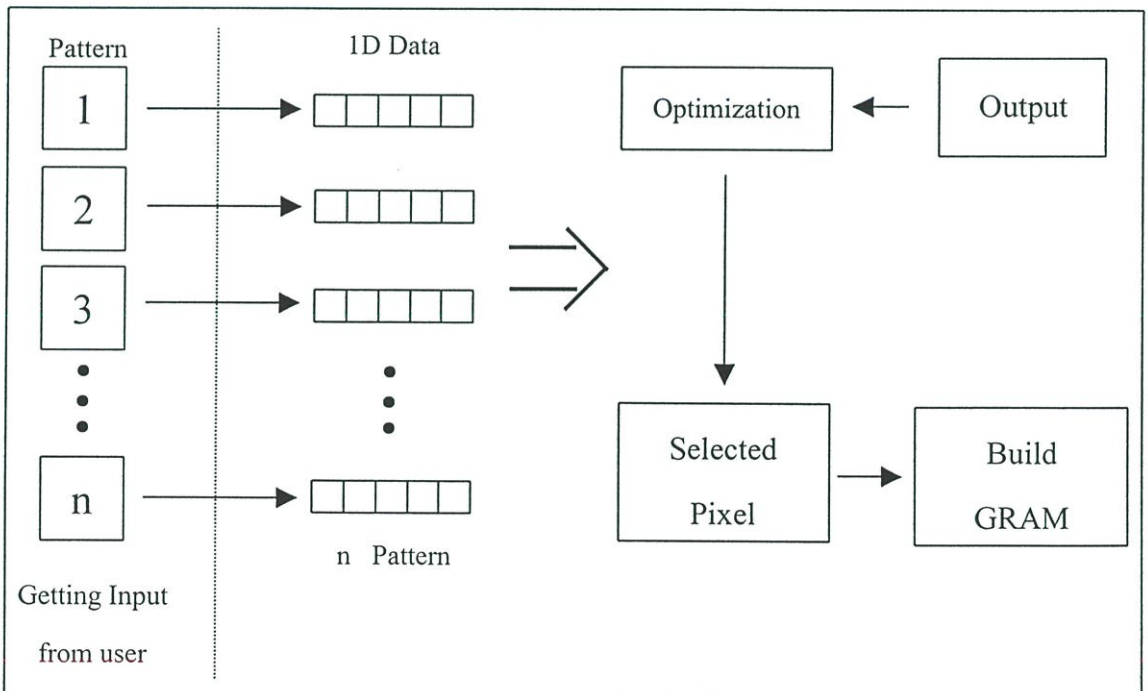 Pattern
1
2
3
n
Getting Input
from user
1D Data
n Pattern
Optimization
Output
Selected
Pixel
Build
GRAM